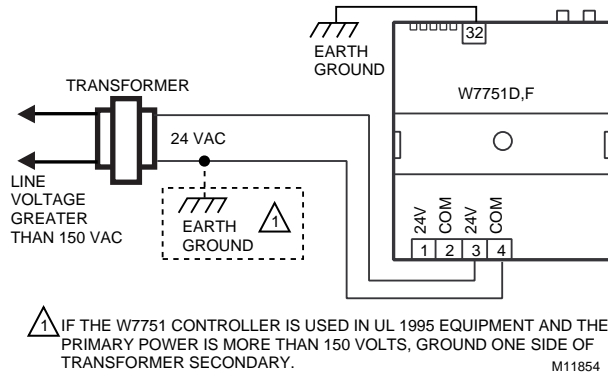 32
EARTH
GROUND
W7751D,F
TRANSFORMER
24 VAC
LINE
VOLTAGE
GREATER
THAN 150 VAC
EARTH
GROUND
1
24V
COM
24V
COM
1 2 3 4
1 IF THE W7751 CONTROLLER IS USED IN UL 1995 EQUIPMENT AND THE
PRIMARY POWER IS MORE THAN 150 VOLTS, GROUND ONE SIDE OF
TRANSFORMER SECONDARY.
M11854